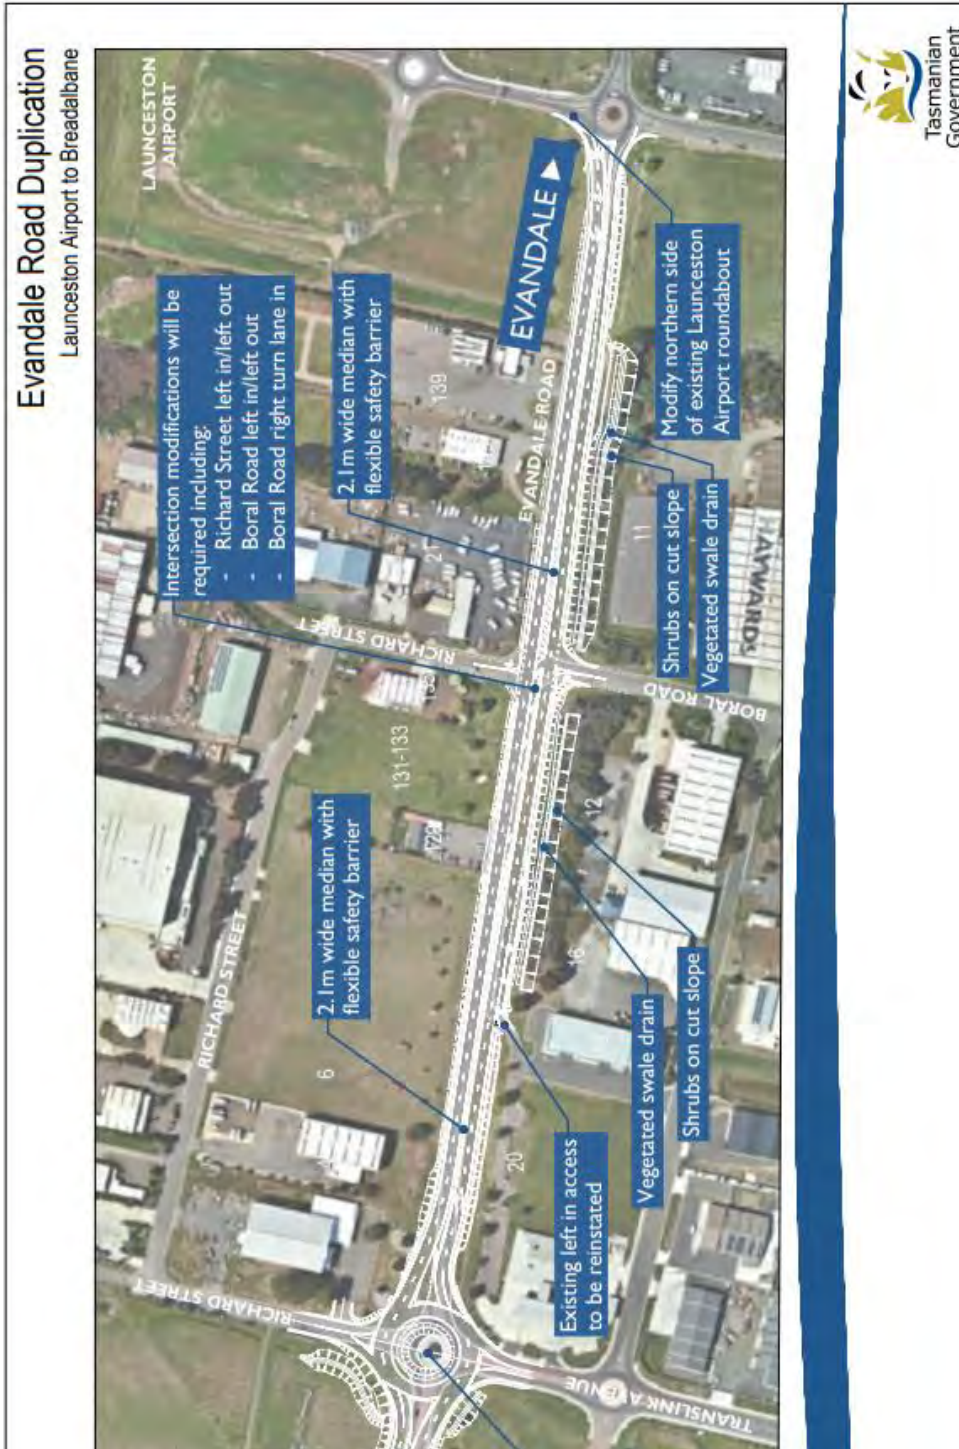 Evandale Road Duplication
Launceston Airport to Breadalbane
LAUNCESTON
AIRPORT
Intersection modifications will be
required including:
- Richard Street left in/left out
- Boral Road left in/left out
- Boral Road right turn lane in
2.1m wide median with
flexible safety barrier
EVANDALE
EVANDALE ROAD
139
21
RICHARD STREET
131-133
129
2.1m wide median with
flexible safety barrier
RICHARD STREET
6
RICHARD STREET
Modify northern side
of existing Launceston
Airport roundabout
Shrubs on cut slope
Vegetated swale drain
11
HAYWARDS
BORAL ROAD
12
16
20
Vegetated swale drain
Shrubs on cut slope
Existing left in access
to be reinstated
TRANSLINK AVENUE
Tasmanian
Government